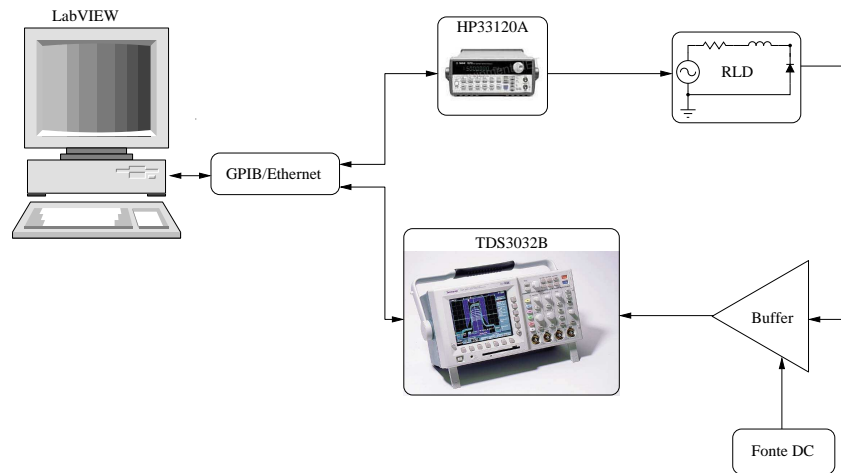 LabVIEW
HP33120A
RLD
GPIB/Ethernet
TDS3032B
Buffer
Fonte DC